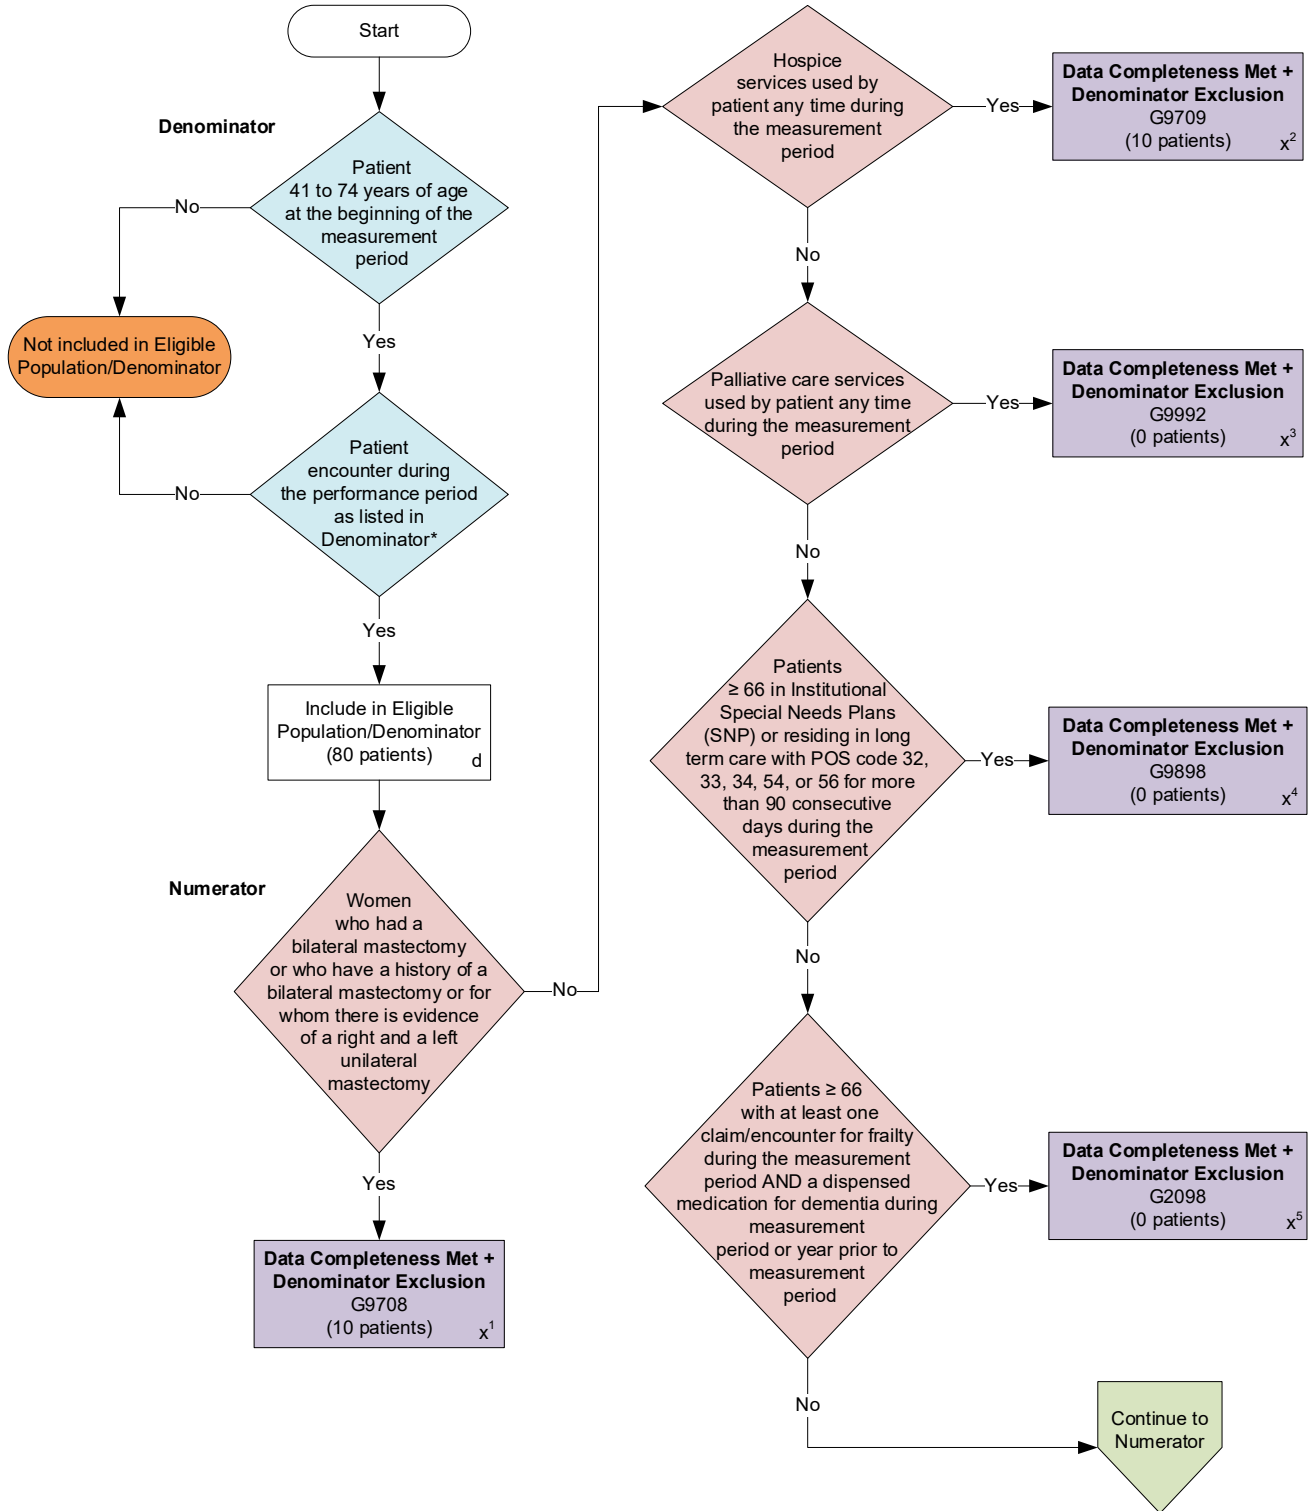 Start
Denominator
Patient
41 to 74 years of age
at the beginning of the
measurement
period
No
Not included in Eligible
Population/Denominator
Yes
Patient
encounter during
the performance period
as listed in
Denominator*
No
Yes
Include in Eligible
Population/Denominator
(80 patients) d
Numerator
Women
who had a
bilateral mastectomy
or who have a history of a
bilateral mastectomy or for
whom there is evidence
of a right and a left
unilateral
mastectomy
No
Yes
Data Completeness Met +
Denominator Exclusion
G9708
(10 patients) x¹
Hospice
services used by
patient any time during
the measurement
period
Yes
Data Completeness Met +
Denominator Exclusion
G9709
(10 patients) x²
No
Palliative care services
used by patient any time
during the measurement
period
Yes
Data Completeness Met +
Denominator Exclusion
G9992
(0 patients) x³
No
Patients
≥ 66 in Institutional
Special Needs Plans
(SNP) or residing in long
term care with POS code 32,
33, 34, 54, or 56 for more
than 90 consecutive
days during the
measurement
period
Yes
Data Completeness Met +
Denominator Exclusion
G9898
(0 patients) x⁴
No
Patients ≥ 66
with at least one
claim/encounter for frailty
during the measurement
period AND a dispensed
medication for dementia during
measurement
period or year prior to
measurement
period
Yes
Data Completeness Met +
Denominator Exclusion
G2098
(0 patients) x⁵
No
Continue to
Numerator